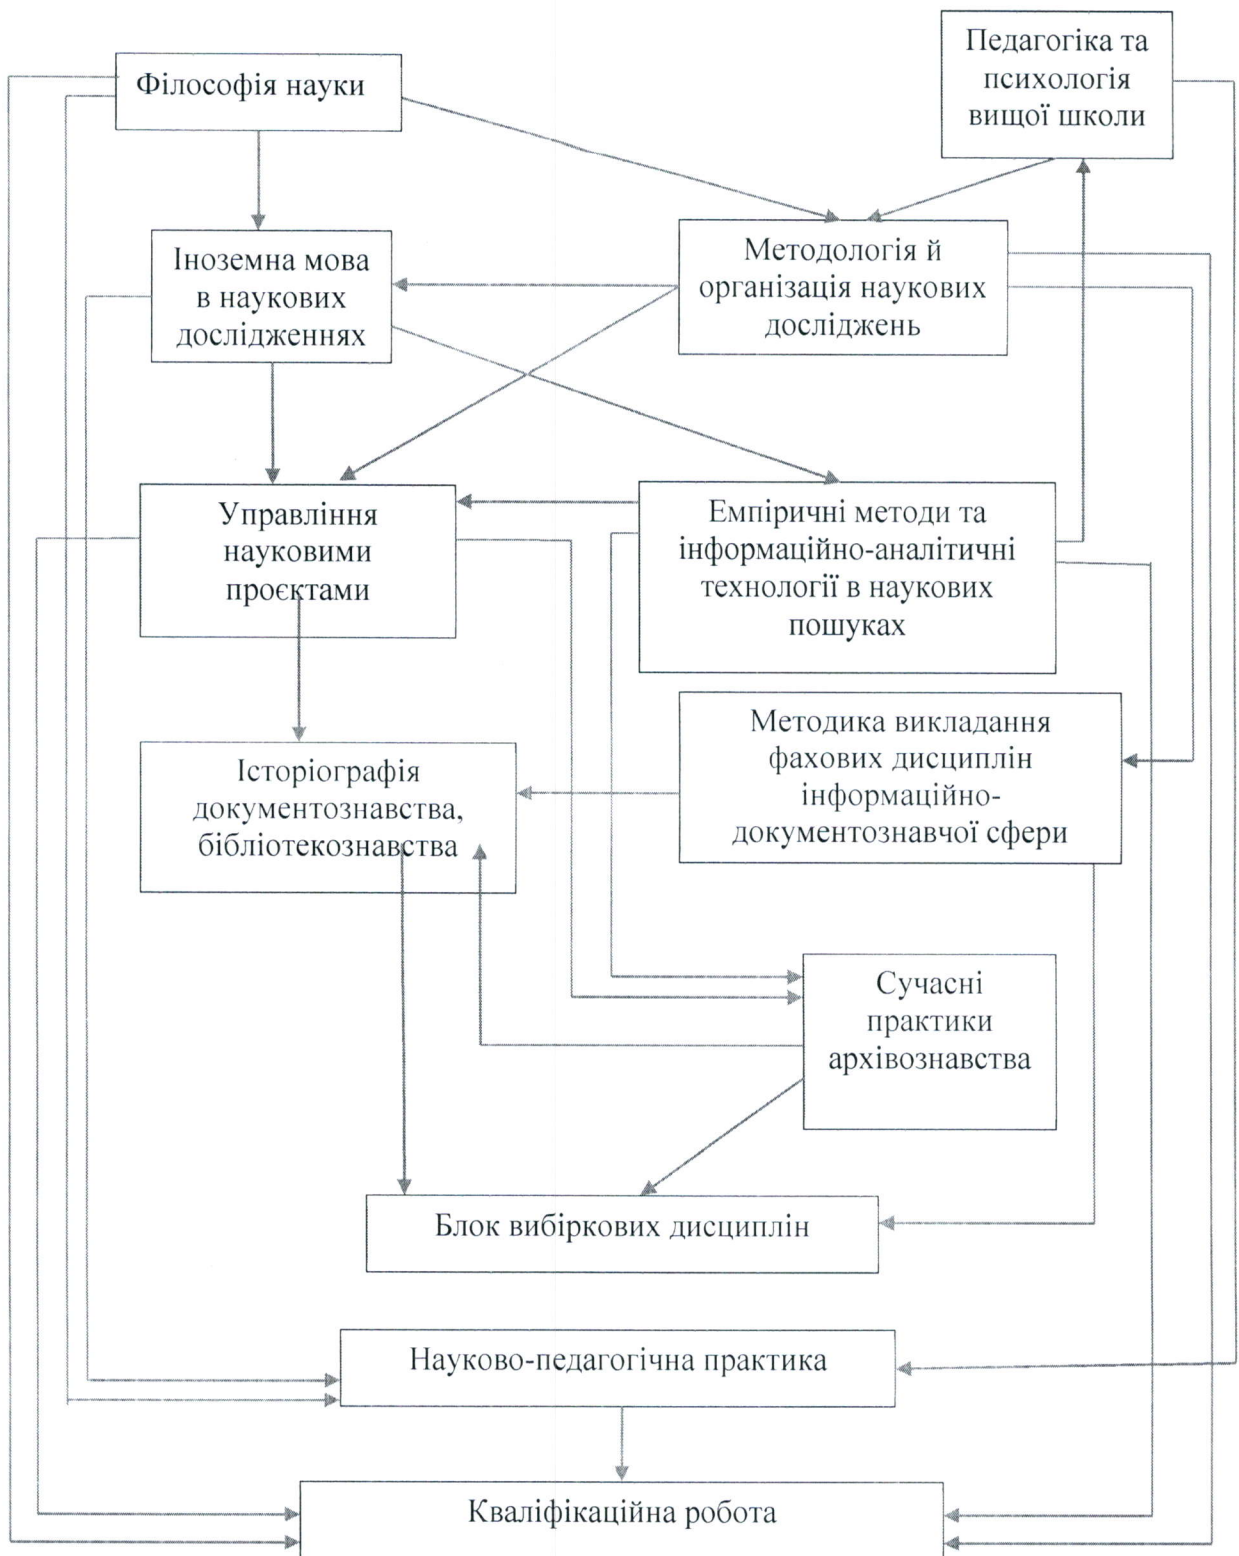 Філософія науки
Педагогіка та
психологія
вищої школи
Іноземна мова
в наукових
дослідженнях
Методологія й
організація наукових
досліджень
Управління
науковими
проєктами
Емпіричні методи та
інформаційно-аналітичні
технології в наукових
пошуках
Методика викладання
фахових дисциплін
інформаційно-
документознавчої сфери
Історіографія
документознавства,
бібліотекознавства
Сучасні
практики
архівознавства
Блок вибіркових дисциплін
Науково-педагогічна практика
Кваліфікаційна робота